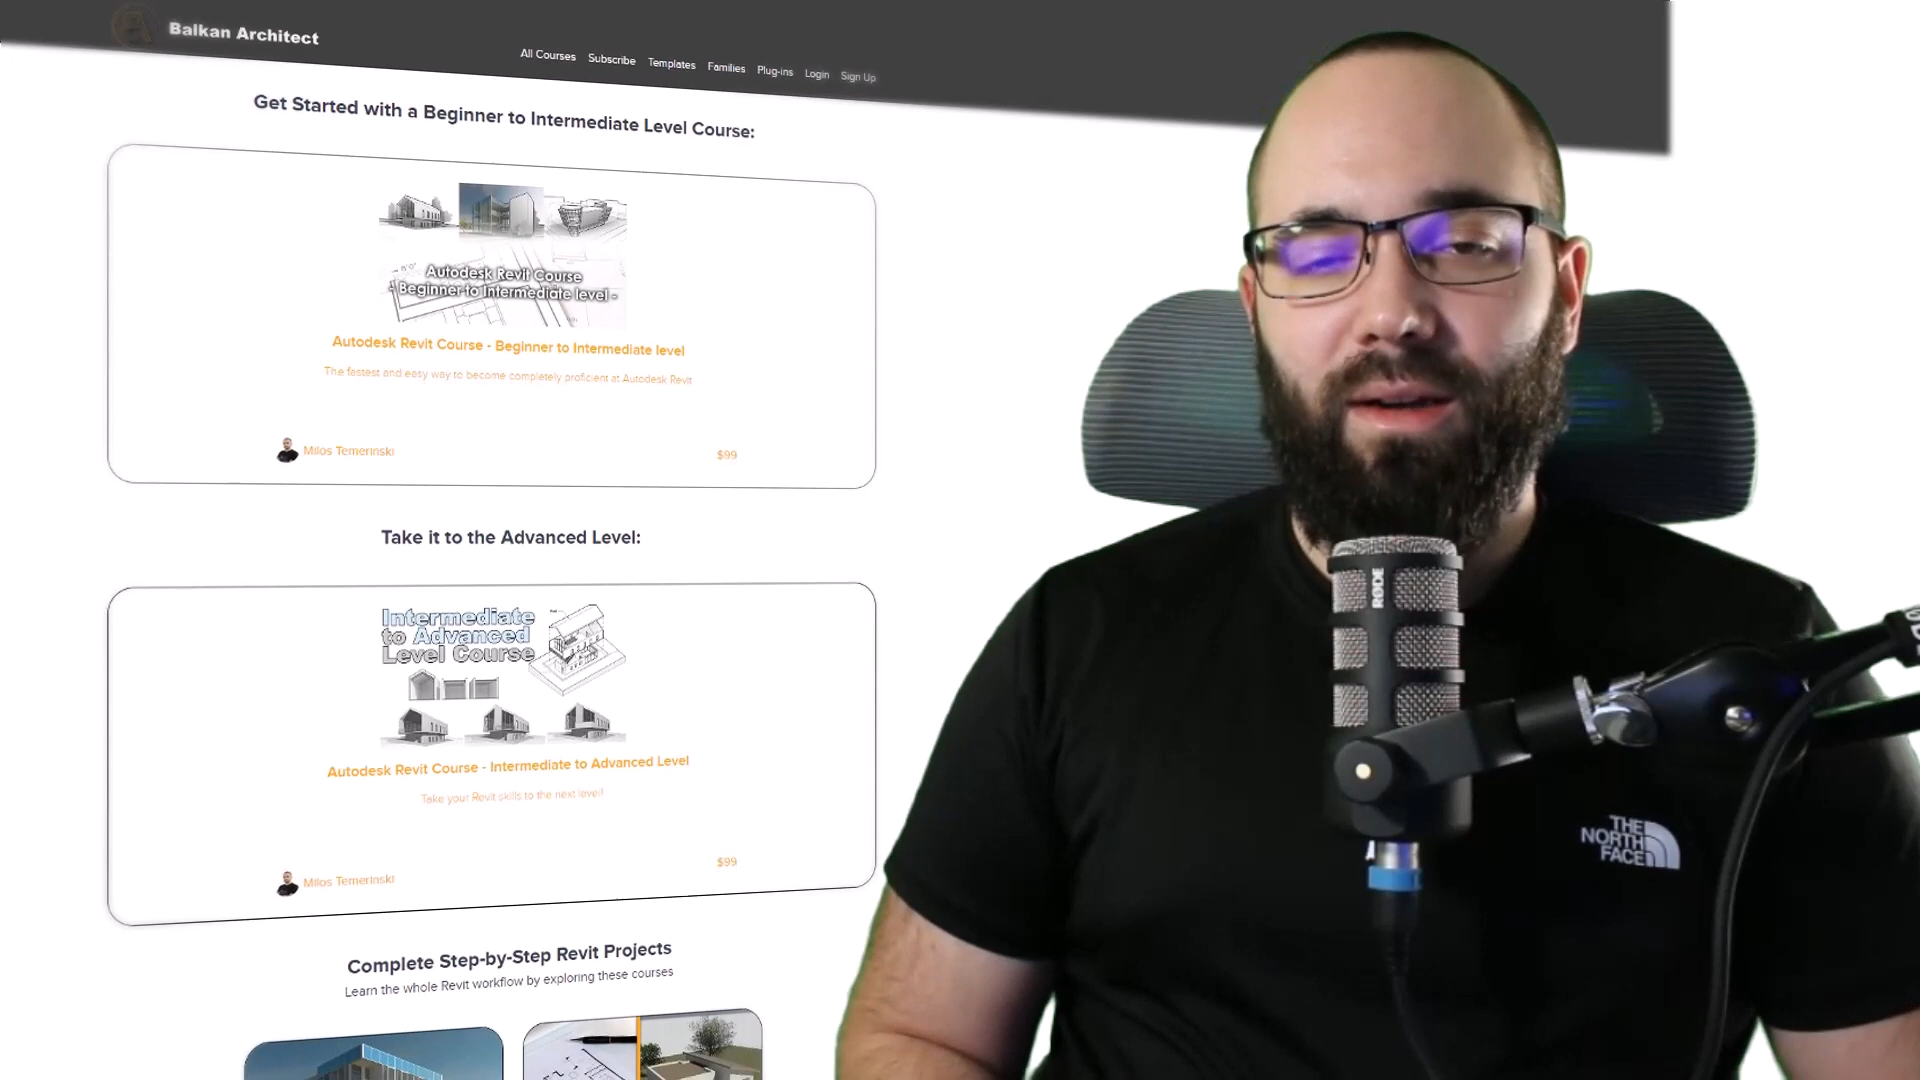 Balkan Architect
All Courses Subscribe Templates Families Plug-ins Login Sign Up
Get Started with a Beginner to Intermediate Level Course:
Autodesk Revit Course
- Beginner to Intermediate level -
Autodesk Revit Course - Beginner to Intermediate level
The fastest and easy way to become completely proficient at Autodesk Revit
Milos Temerinski
$99
Take it to the Advanced Level:
Intermediate
to Advanced
Level Course
Autodesk Revit Course - Intermediate to Advanced Level
Take your Revit skills to the next level!
Milos Temerinski
$99
Complete Step-by-Step Revit Projects
Learn the whole Revit workflow by exploring these courses
RØDE
THE
NORTH
FACE